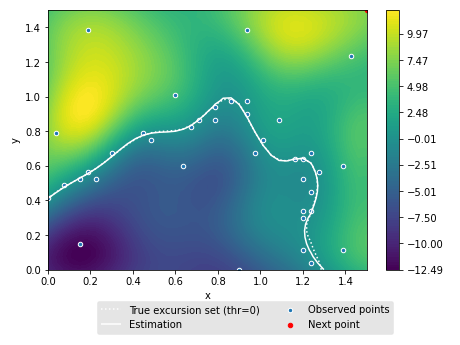 1.4
1.2
1.0
0.8
0.6
0.4
0.2
0.0
y
0.0 0.2 0.4 0.6 0.8 1.0 1.2 1.4
x
9.97
7.47
4.98
2.48
−0.01
−2.51
−5.01
−7.50
−10.00
−12.49
True excursion set (thr=0)
Estimation
Observed points
Next point